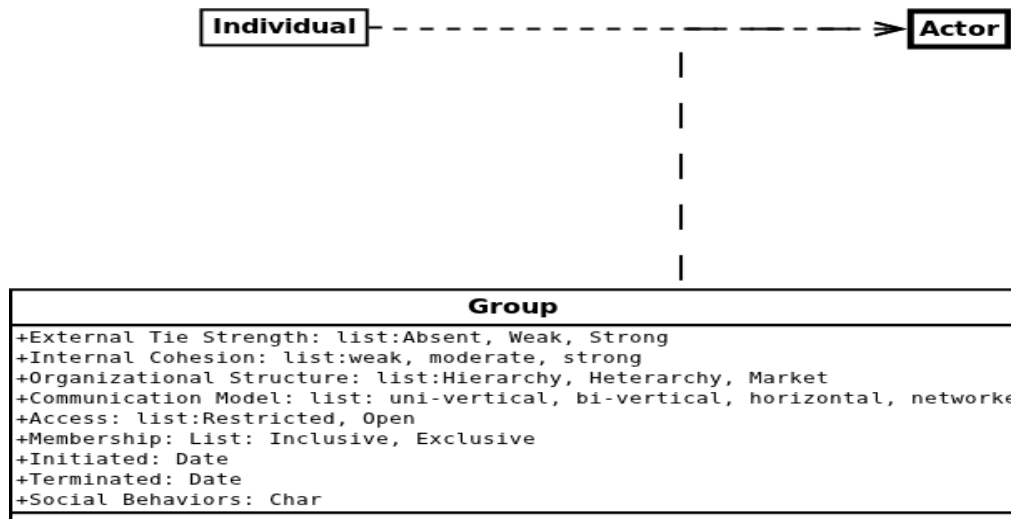 Individual
Actor
Group
+External Tie Strength: list:Absent, Weak, Strong
+Internal Cohesion: list:weak, moderate, strong
+Organizational Structure: list:Hierarchy, Heterarchy, Market
+Communication Model: list: uni-vertical, bi-vertical, horizontal, networke
+Access: list:Restricted, Open
+Membership: List: Inclusive, Exclusive
+Initiated: Date
+Terminated: Date
+Social Behaviors: Char